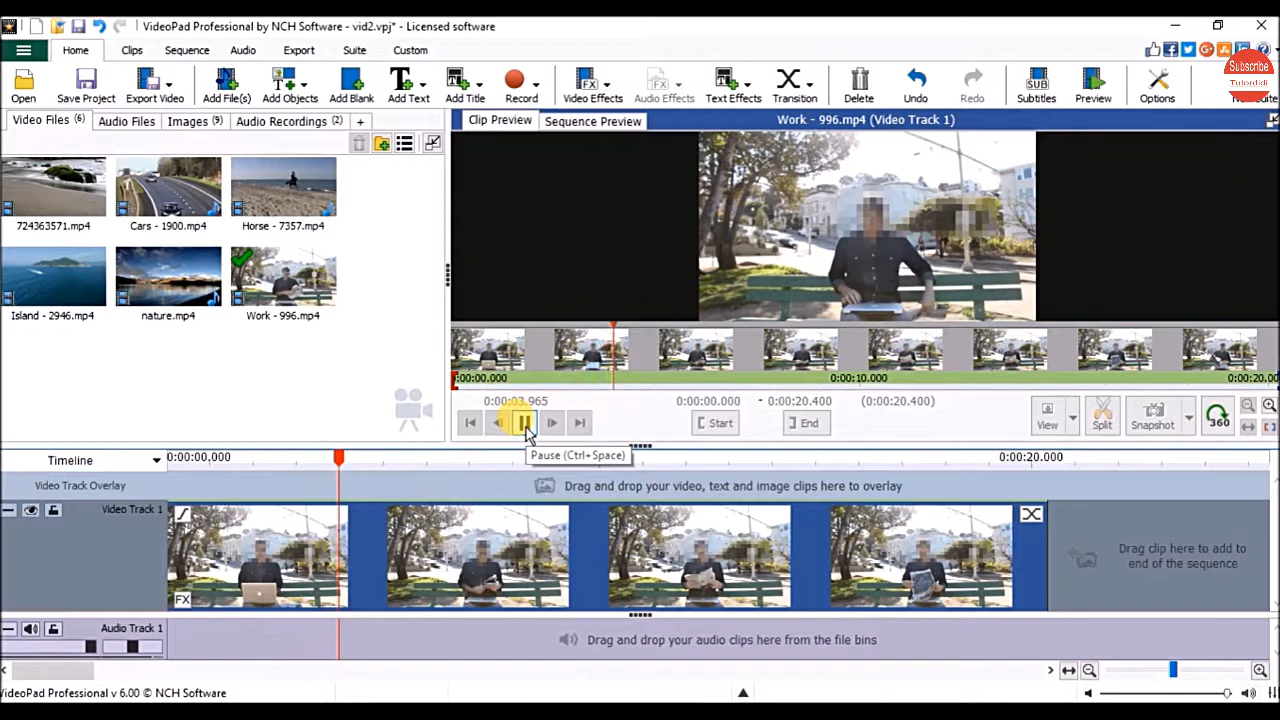 VideoPad Professional by NCH Software - vid2.vpj* - Licensed software
Home Clips Sequence Audio Export Suite Custom
Subscribe
Tutordidi
Open Save Project Export Video Add File(s) Add Objects Add Blank Add Text Add Title Record Video Effects Audio Effects Text Effects Transition Delete Undo Redo Subtitles Preview Options
FX
SUB
Video Files (6) Audio Files Images (9) Audio Recordings (2) +
Clip Preview Sequence Preview Work - 996.mp4 (Video Track 1)
724363571.mp4 Cars - 1900.mp4 Horse - 7357.mp4
Island - 2946.mp4 nature.mp4 Work - 996.mp4
0:00:00.000 0:00:10.000 0:00:20.
0:00:03.965 0:00:00.000 - 0:00:20.400 (0:00:20.400)
Start End View Split Snapshot 360
Pause (Ctrl+Space)
Timeline 0:00:00,000 0:00:20.000
Video Track Overlay Drag and drop your video, text and image clips here to overlay
Video Track 1
Drag clip here to add to
end of the sequence
FX
Audio Track 1 Drag and drop your audio clips here from the file bins
VideoPad Professional v 6.00 © NCH Software